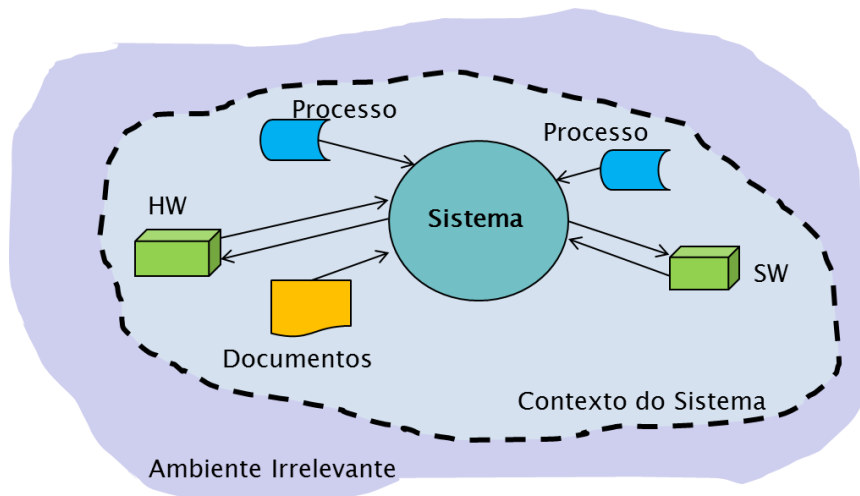 Processo
Processo
HW
Sistema
SW
Documentos
Contexto do Sistema
Ambiente Irrelevante